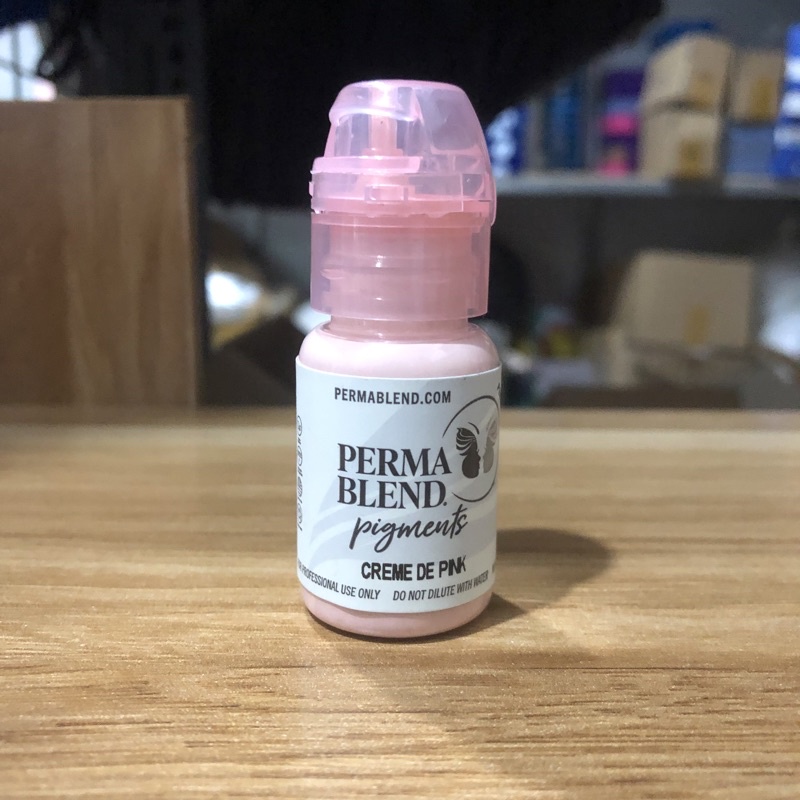 PERMABLEND.COM
PERMA
BLEND.
pigments
CREME DE PINK
PROFESSIONAL USE ONLY DO NOT DILUTE WITH WATER